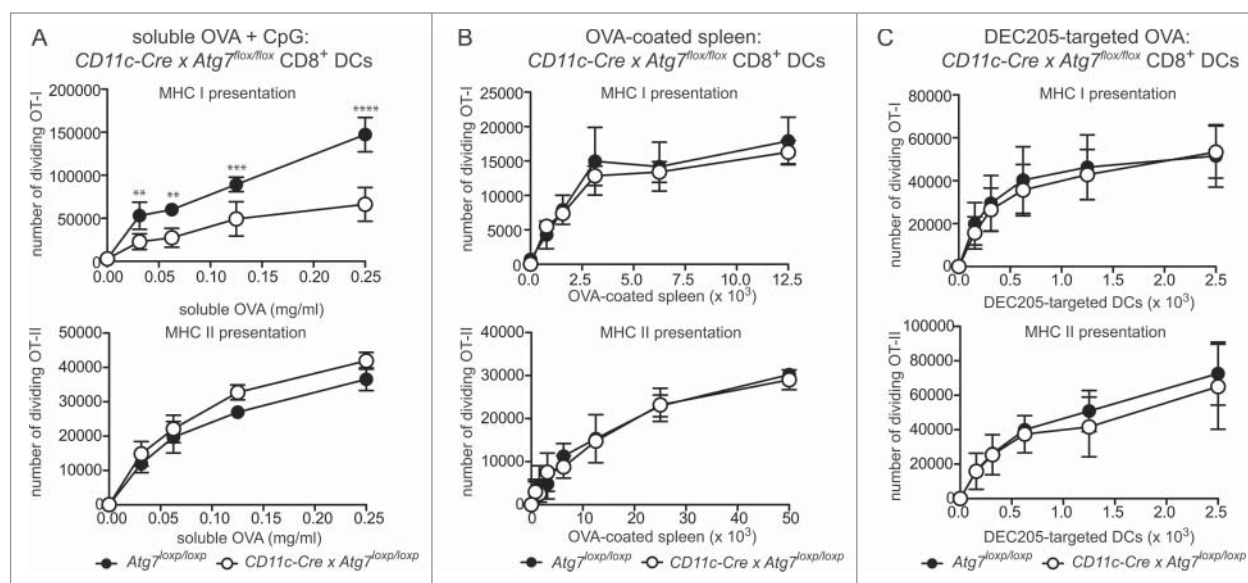 A
soluble OVA + CpG:
CD11c-Cre x Atg7flox/flox CD8+ DCs
MHC I presentation
number of dividing OT-I
200000
150000
100000
50000
0
**
**
***
****
0.00 0.05 0.10 0.15 0.20 0.25
soluble OVA (mg/ml)
MHC II presentation
number of dividing OT-II
50000
40000
30000
20000
10000
0
0.00 0.05 0.10 0.15 0.20 0.25
soluble OVA (mg/ml)
Atg7loxp/loxp CD11c-Cre x Atg7loxp/loxp
B
OVA-coated spleen:
CD11c-Cre x Atg7flox/flox CD8+ DCs
MHC I presentation
number of dividing OT-I
25000
20000
15000
10000
5000
0
0.0 2.5 5.0 7.5 10.0 12.5
OVA-coated spleen (x 10³)
MHC II presentation
number of dividing OT-II
40000
30000
20000
10000
0
0 10 20 30 40 50
OVA-coated spleen (x 10³)
Atg7loxp/loxp CD11c-Cre x Atg7loxp/loxp
C
DEC205-targeted OVA:
CD11c-Cre x Atg7flox/flox CD8+ DCs
MHC I presentation
number of dividing OT-I
80000
60000
40000
20000
0
0.0 0.5 1.0 1.5 2.0 2.5
DEC205-targeted DCs (x 10³)
MHC II presentation
number of dividing OT-II
100000
80000
60000
40000
20000
0
0.0 0.5 1.0 1.5 2.0 2.5
DEC205-targeted DCs (x 10³)
Atg7loxp/loxp CD11c-Cre x Atg7loxp/loxp